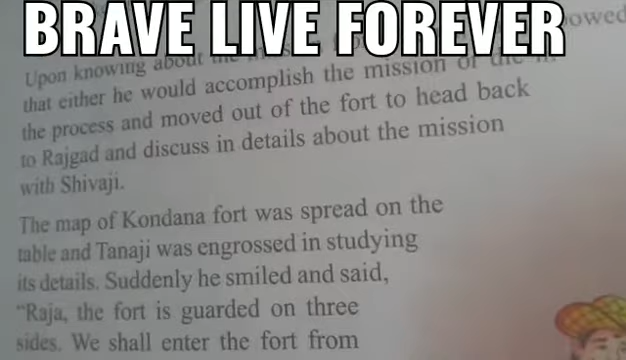 BRAVE LIVE FOREVER
owed
Upon knowing about the
that either he would accomplish the mission of the
the process and moved out of the fort to head back
to Rajgad and discuss in details about the mission
with Shivaji.
The map of Kondana fort was spread on the
table and Tanaji was engrossed in studying
its details. Suddenly he smiled and said,
“Raja, the fort is guarded on three
sides. We shall enter the fort from